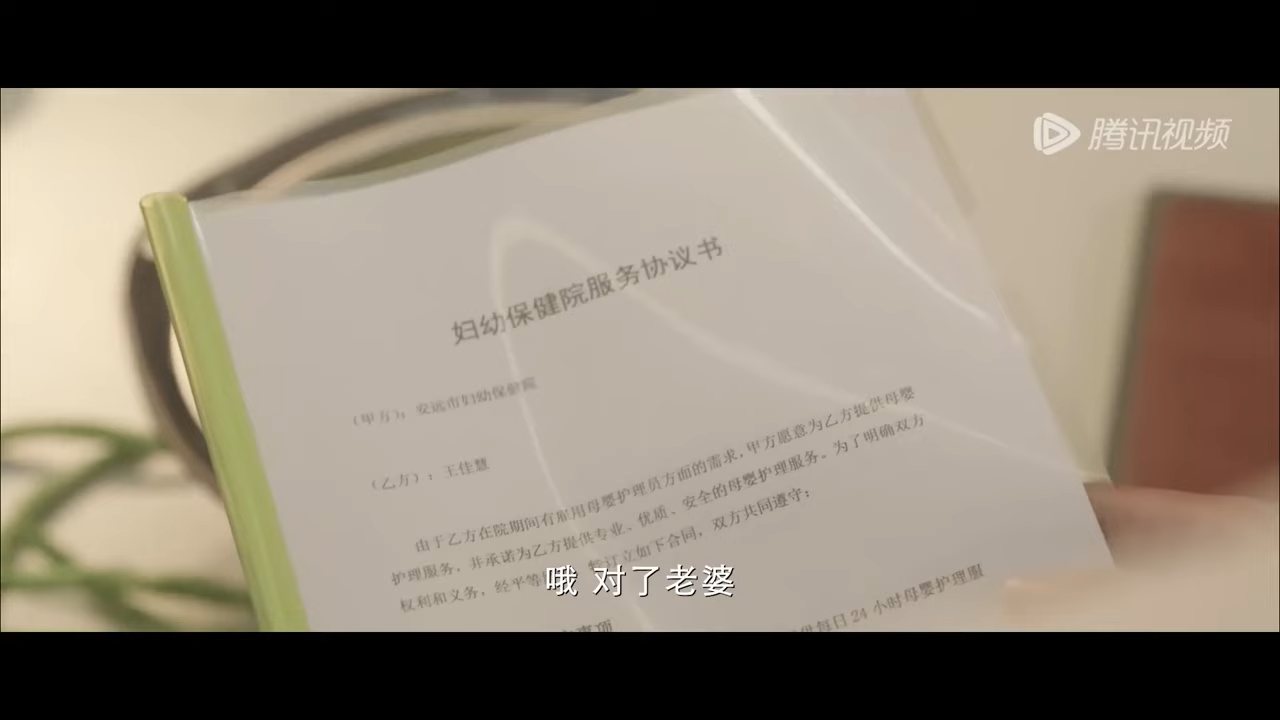 腾讯视频
妇幼保健院服务协议书
(甲方):安远市妇助保健院
(乙方):王佳慧
由于乙方在院期间有雇用母婴护理员方面的需求,甲方愿意为乙方提供母婴
护理服务,并承诺为乙方提供专业、优质、安全的母婴护理服务。为了明确双方
权利和义务,经平等 订立如下合同,双方共同遵守:
哦 对了老婆
事项
供每日24小时母婴护理服